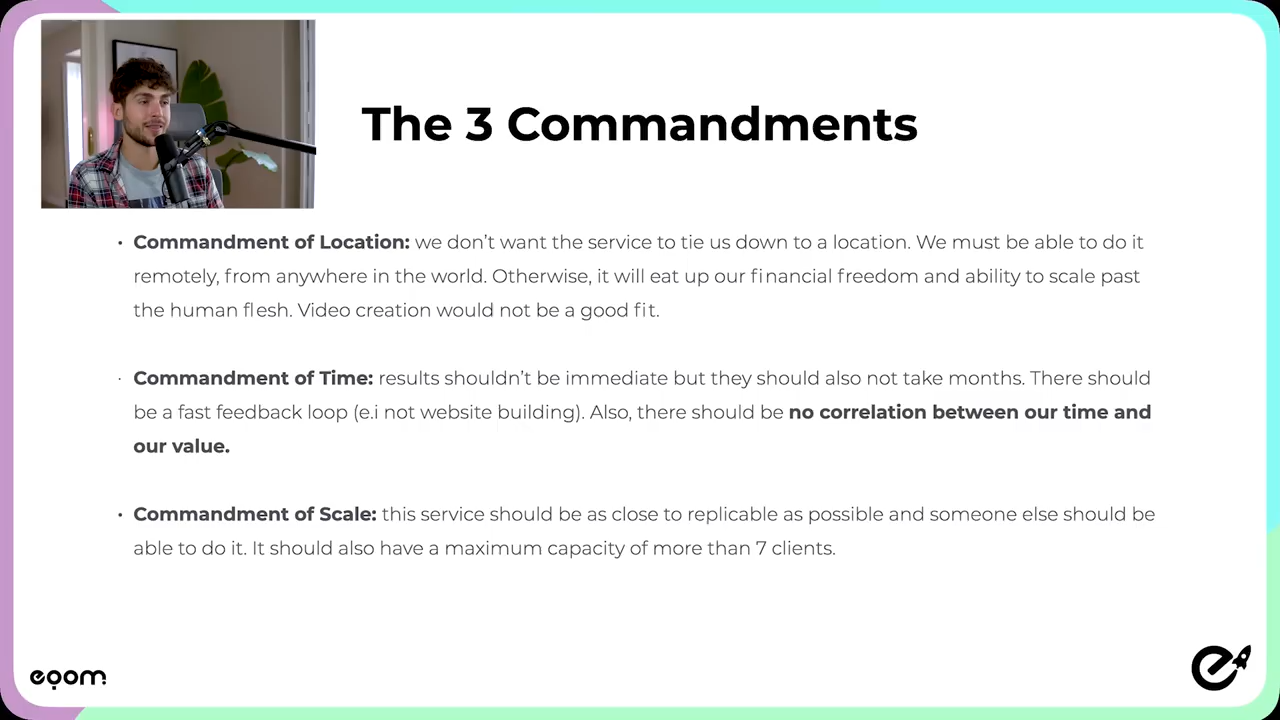 The 3 Commandments
• Commandment of Location: we don't want the service to tie us down to a location. We must be able to do it
remotely, from anywhere in the world. Otherwise, it will eat up our financial freedom and ability to scale past
the human flesh. Video creation would not be a good fit.
· Commandment of Time: results shouldn't be immediate but they should also not take months. There should
be a fast feedback loop (e.i not website building). Also, there should be no correlation between our time and
our value.
• Commandment of Scale: this service should be as close to replicable as possible and someone else should be
able to do it. It should also have a maximum capacity of more than 7 clients.
eqom
e